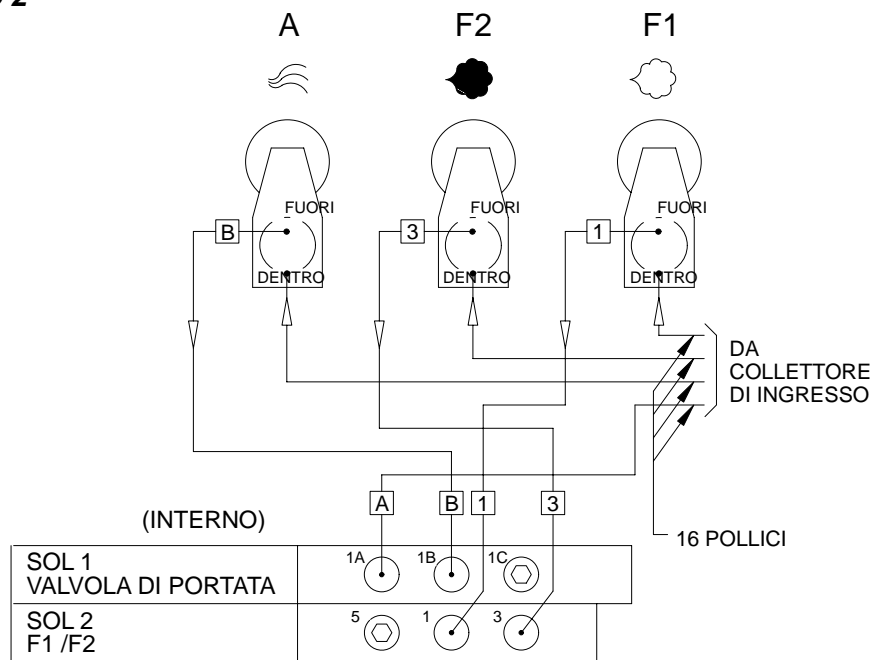 A F2 F1
FUORI FUORI FUORI
B 3 1
DENTRO DENTRO DENTRO
DA
COLLETTORE
DI INGRESSO
A B 1 3
(INTERNO)
16 POLLICI
SOL 1
VALVOLA DI PORTATA
1A 1B 1C
SOL 2
F1 /F2
5 1 3